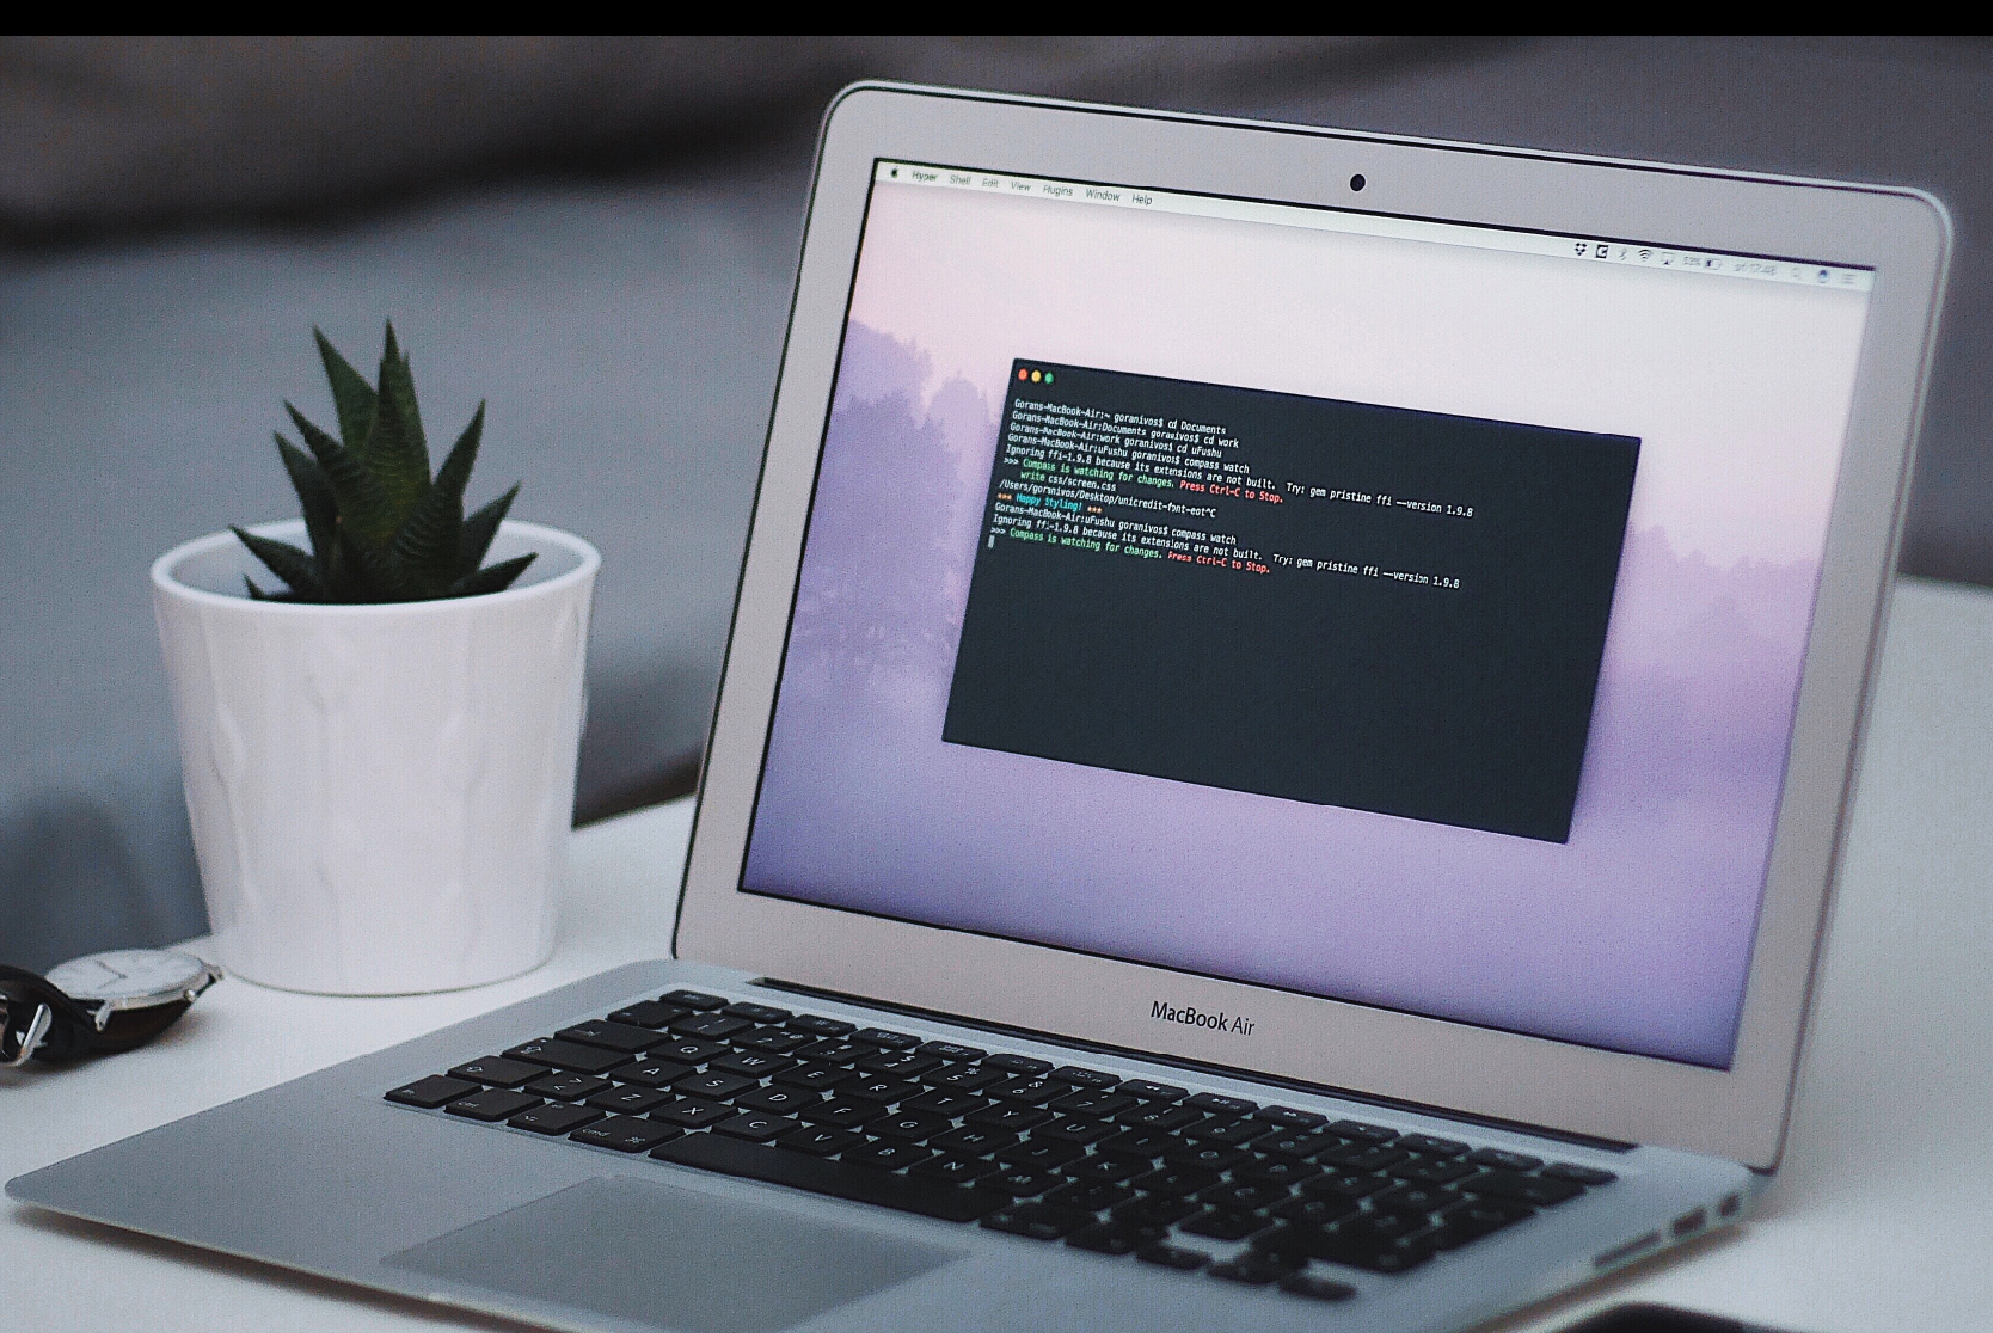 Hyper Shell Edit View Plugins Window Help
53%
Gorans-MacBook-Air:~ goranivos$ cd Documents
Gorans-MacBook-Air:Documents goranivos$ cd work
Gorans-MacBook-Air:work goranivos$ cd uFushu
Gorans-MacBook-Air:uFushu goranivos$ compass watch
Ignoring ffi-1.9.8 because its extensions are not built.  Try: gem pristine ffi --version 1.9.8
>>> Compass is watching for changes. Press Ctrl-C to Stop.
write css/screen.css
/Users/goranivos/Desktop/unicredit-font-eot^C
*** Happy Styling! ***
Gorans-MacBook-Air:uFushu goranivos$ compass watch
Ignoring ffi-1.9.8 because its extensions are not built.  Try: gem pristine ffi --version 1.9.8
>>> Compass is watching for changes. Press Ctrl-C to Stop.
MacBook Air
Q W E R T Y U I
A S D F G H J K
Z X C V B N M
cmd